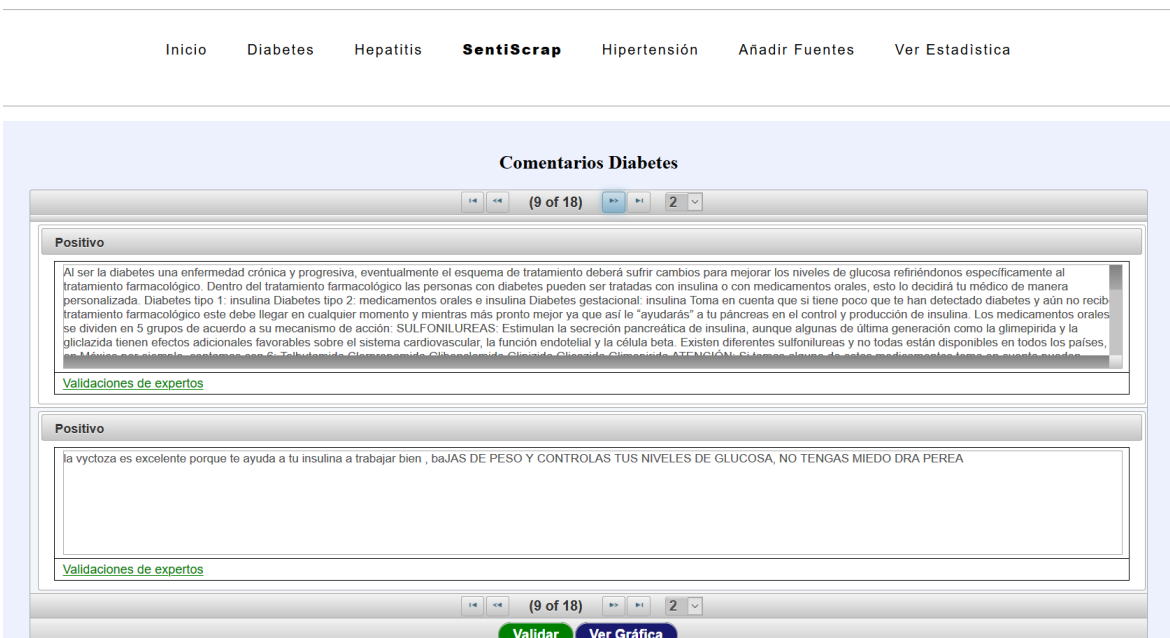 Inicio Diabetes Hepatitis SentiScrap Hipertensión Añadir Fuentes Ver Estadìstica
Comentarios Diabetes
(9 of 18) 2
Positivo
Al ser la diabetes una enfermedad crónica y progresiva, eventualmente el esquema de tratamiento deberá sufrir cambios para mejorar los niveles de glucosa refiriéndonos específicamente al
tratamiento farmacológico. Dentro del tratamiento farmacológico las personas con diabetes pueden ser tratadas con insulina o con medicamentos orales, esto lo decidirá tu médico de manera
personalizada. Diabetes tipo 1: insulina Diabetes tipo 2: medicamentos orales e insulina Diabetes gestacional: insulina Toma en cuenta que si tiene poco que te han detectado diabetes y aún no recib
tratamiento farmacológico este debe llegar en cualquier momento y mientras más pronto mejor ya que así le “ayudarás” a tu páncreas en el control y producción de insulina. Los medicamentos orales
se dividen en 5 grupos de acuerdo a su mecanismo de acción: SULFONILUREAS: Estimulan la secreción pancreática de insulina, aunque algunas de última generación como la glimepirida y la
gliclazida tienen efectos adicionales favorables sobre el sistema cardiovascular, la función endotelial y la célula beta. Existen diferentes sulfonilureas y no todas están disponibles en todos los países,
Validaciones de expertos
Positivo
la vyctoza es excelente porque te ayuda a tu insulina a trabajar bien , baJAS DE PESO Y CONTROLAS TUS NIVELES DE GLUCOSA, NO TENGAS MIEDO DRA PEREA
Validaciones de expertos
(9 of 18) 2
Validar Ver Gráfica